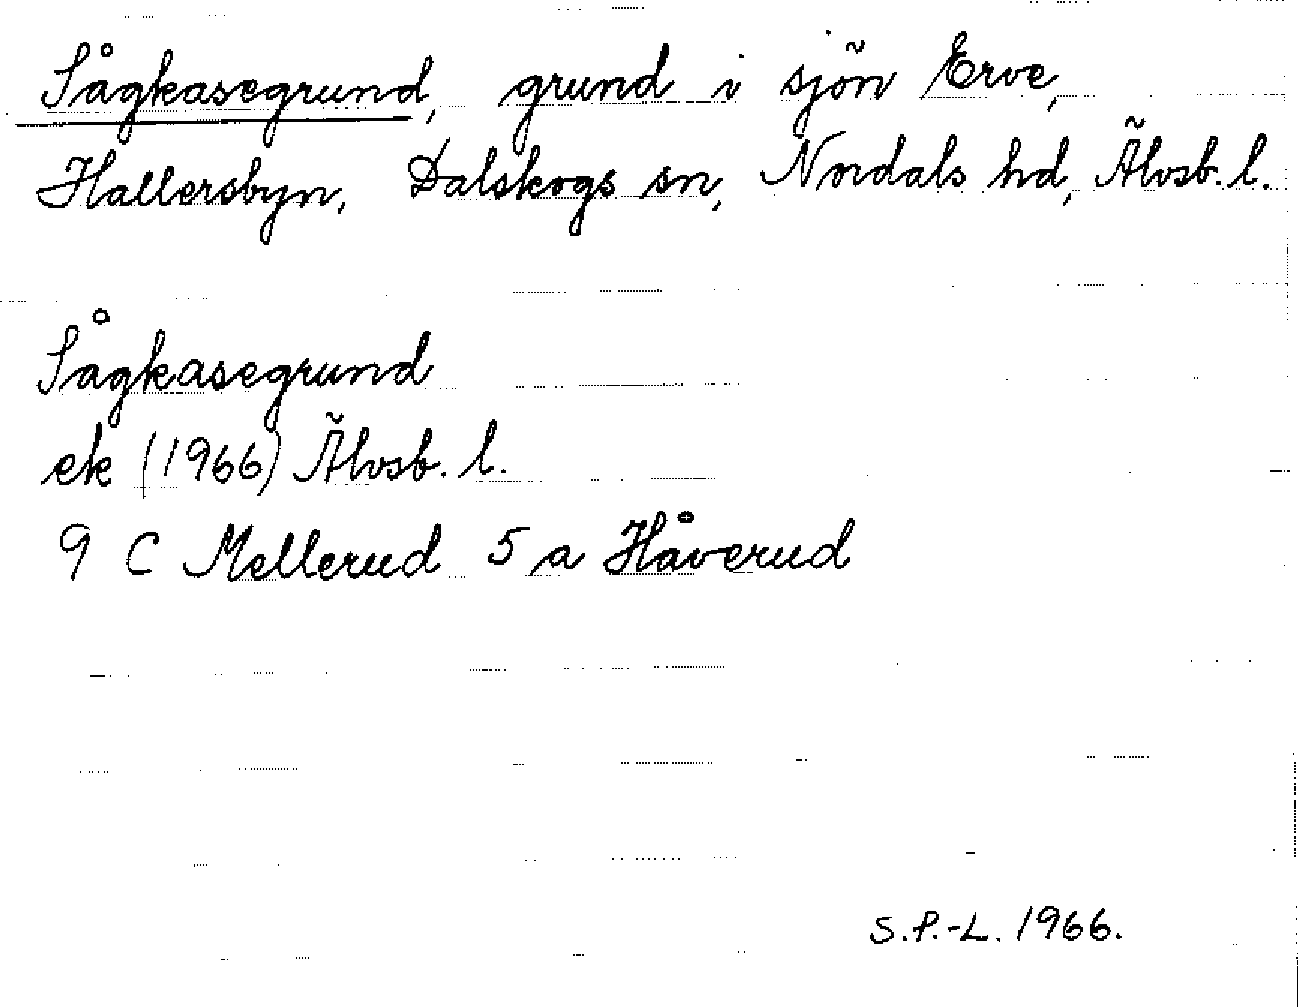 Sågkasegrund, grund i sjön Erve,
Hallersbyn, Dalskogs sn, Nordals hd, Älvsb. l.
Sågkasegrund
ek (1966) Älvsb. l.
9 C Mellerud 5 a Håverud
S.P.-L. 1966.